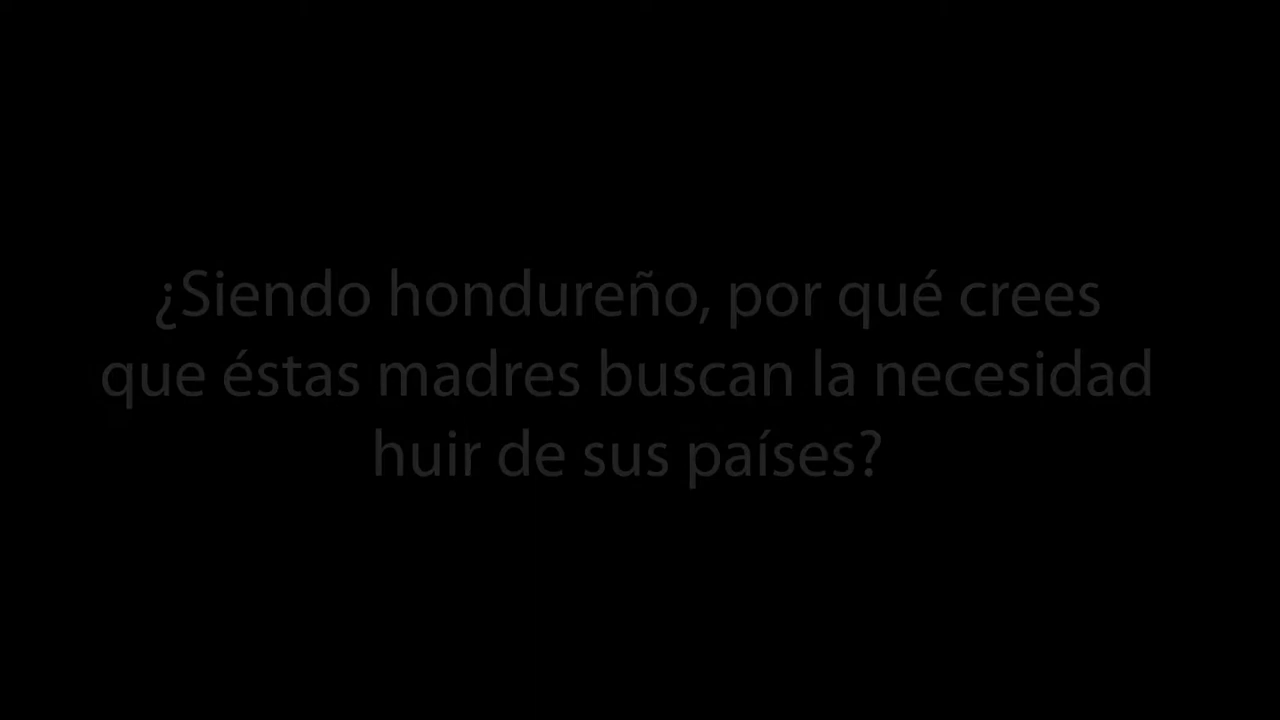 ¿Siendo hondureño, por qué crees
que éstas madres buscan la necesidad
huir de sus países?